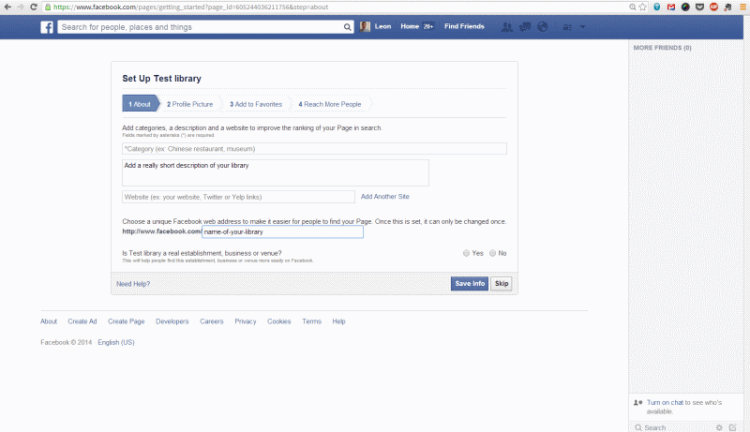 https://www.facebook.com/pages/getting_started?page_id=605244036211756&step=about
Search for people, places and things
Leon Home 20+ Find Friends
MORE FRIENDS (0)
Set Up Test library
1 About 2 Profile Picture 3 Add to Favorites 4 Reach More People
Add categories, a description and a website to improve the ranking of your Page in search
Fields marked by asterisks (*) are required
*Category (ex: Chinese restaurant, museum)
Add a really short description of your library
Website (ex: your website, Twitter or Yelp links) Add Another Site
Choose a unique Facebook web address to make it easier for people to find your Page. Once this is set, it can only be changed once.
http://www.facebook.com/ name-of-your-library
Is Test library a real establishment, business or venue? Yes No
This will help people find this establishment, business or venue more easily on Facebook.
Need Help? Save Info Skip
About Create Ad Create Page Developers Careers Privacy Cookies Terms Help
Facebook © 2014 English (US)
Turn on chat to see who's
available.
Search